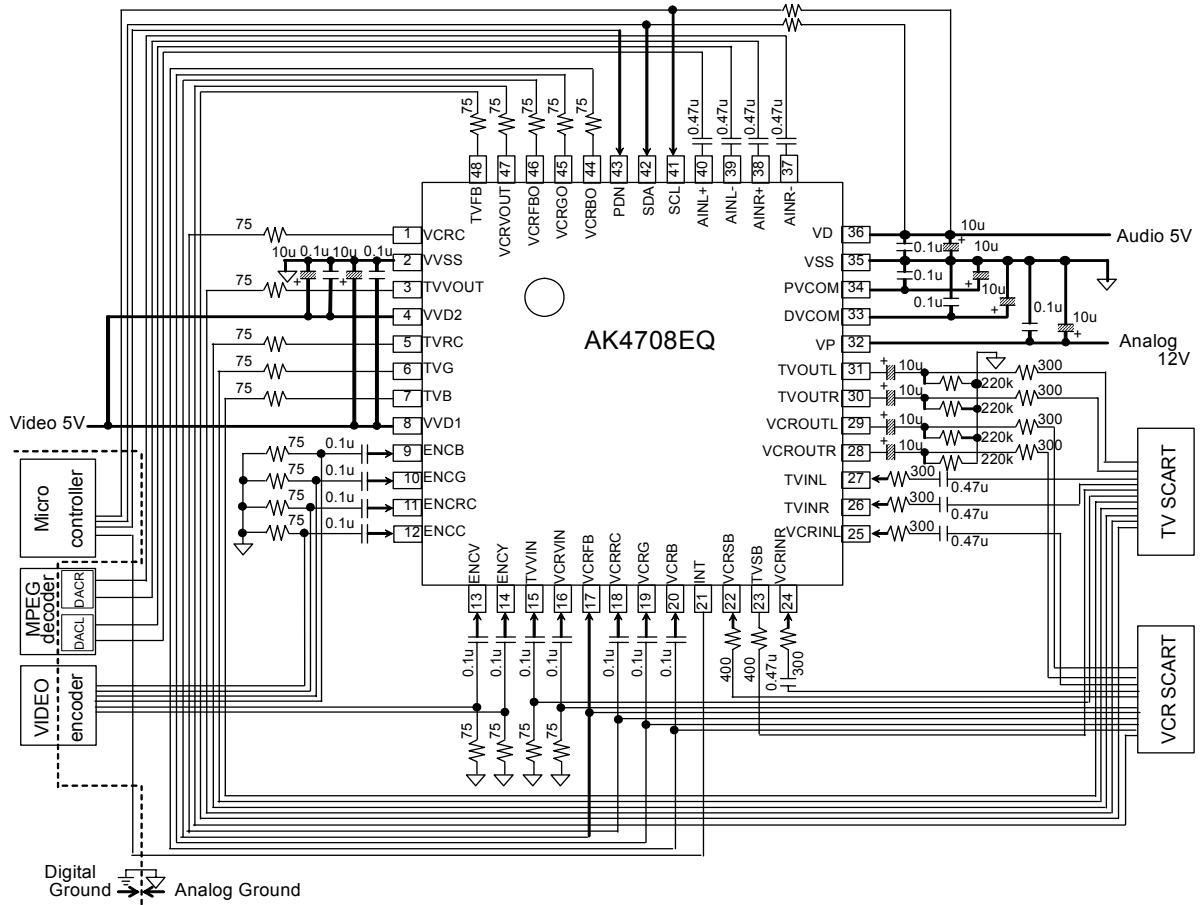 75
75
75
75
75
0.47u
0.47u
0.47u
0.47u
48
47
46
45
44
43
42
41
40
39
38
37
TVFB
VCRVOUT
VCRFBO
VCRGO
VCRBO
PDN
SDA
SCL
AINL+
AINL-
AINR+
AINR-
75
1
VCRC
10u
0.1u
10u
0.1u
2
VVSS
75
3
TVVOUT
4
VVD2
75
5
TVRC
6
TVG
75
7
TVB
Video 5V
8
VVD1
75
0.1u
9
ENCB
75
0.1u
10
ENCG
75
0.1u
11
ENCRC
75
0.1u
12
ENCC
AK4708EQ
VD
36
10u
Audio 5V
0.1u
+
10u
VSS
35
0.1u
+
10u
PVCOM
34
0.1u
+
DVCOM
33
0.1u
10u
+
VP
32
Analog
12V
TVOUTL
31
+
10u
300
220k
TVOUTR
30
+
10u
220k
VCROUTL
29
+
10u
220k
VCROUTR
28
+
10u
300
220k
TVINL
27
300
0.47u
TVINR
26
300
0.47u
VCRINL
25
300
0.47u
ENCV
ENCY
TVVIN
VCRVIN
VCRFB
VCRRC
VCRG
VCRB
INT
VCRSB
TVSB
VCRINR
13
14
15
16
17
18
19
20
21
22
23
24
0.1u
0.1u
0.1u
0.1u
0.1u
0.1u
0.1u
400
400
0.47u
300
75
75
75
75
Micro
controller
MPEG
decoder
DACR
DACL
VIDEO
encoder
TV SCART
VCR SCART
Digital
Ground
Analog Ground